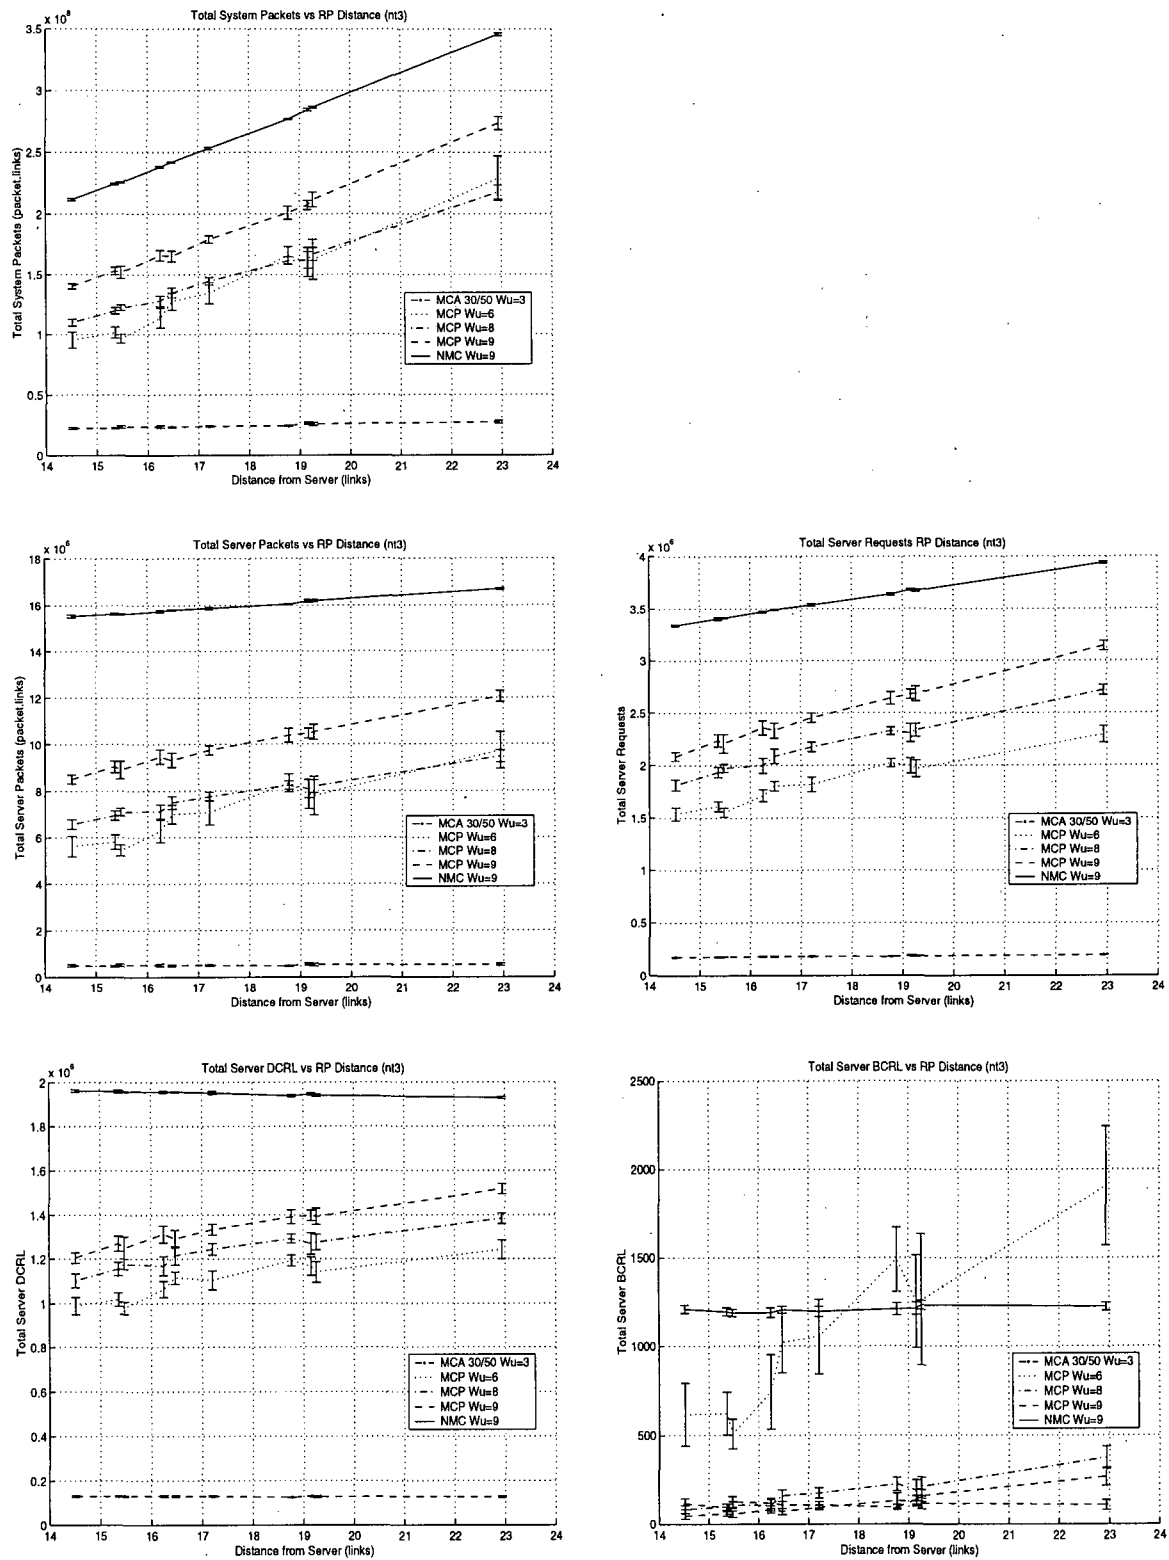 Total System Packets vs RP Distance (nt3)
x 10^8
3.5
3
2.5
2
1.5
1
0.5
0
Total System Packets (packet.links)
MCA 30/50 Wu=3
MCP Wu=6
MCP Wu=8
MCP Wu=9
NMC Wu=9
14 15 16 17 18 19 20 21 22 23 24
Distance from Server (links)
Total Server Packets vs RP Distance (nt3)
x 10^6
18
16
14
12
10
8
6
4
2
0
Total Server Packets (packet.links)
MCA 30/50 Wu=3
MCP Wu=6
MCP Wu=8
MCP Wu=9
NMC Wu=9
14 15 16 17 18 19 20 21 22 23 24
Distance from Server (links)
Total Server Requests RP Distance (nt3)
x 10^6
4
3.5
3
2.5
2
1.5
1
0.5
0
Total Server Requests
MCA 30/50 Wu=3
MCP Wu=6
MCP Wu=8
MCP Wu=9
NMC Wu=9
14 15 16 17 18 19 20 21 22 23 24
Distance from Server (links)
Total Server DCRL vs RP Distance (nt3)
x 10^6
2
1.8
1.6
1.4
1.2
1
0.8
0.6
0.4
0.2
0
Total Server DCRL
MCA 30/50 Wu=3
MCP Wu=6
MCP Wu=8
MCP Wu=9
NMC Wu=9
14 15 16 17 18 19 20 21 22 23 24
Distance from Server (links)
Total Server BCRL vs RP Distance (nt3)
2500
2000
1500
1000
500
0
Total Server BCRL
MCA 30/50 Wu=3
MCP Wu=6
MCP Wu=8
MCP Wu=9
NMC Wu=9
14 15 16 17 18 19 20 21 22 23 24
Distance from Server (links)